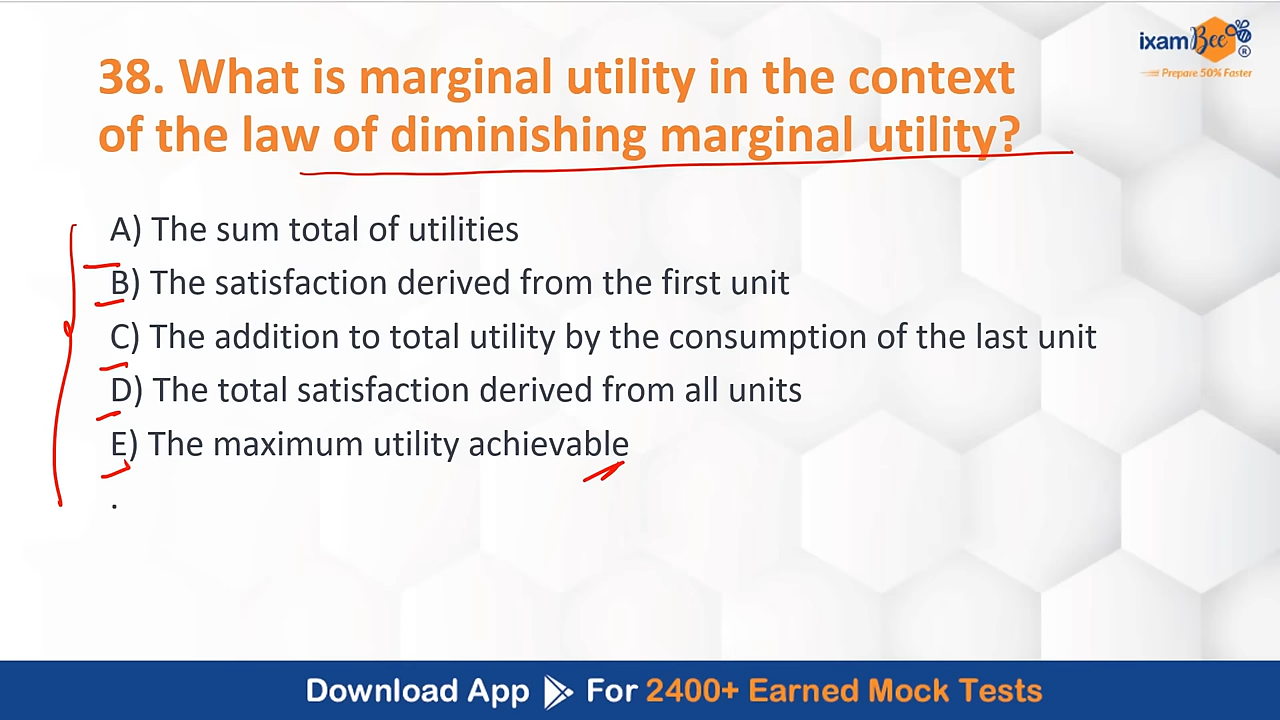 ixamBee®
Prepare 50% Faster
38. What is marginal utility in the context
of the law of diminishing marginal utility?
A) The sum total of utilities
B) The satisfaction derived from the first unit
C) The addition to total utility by the consumption of the last unit
D) The total satisfaction derived from all units
E) The maximum utility achievable
.
Download App For 2400+ Earned Mock Tests